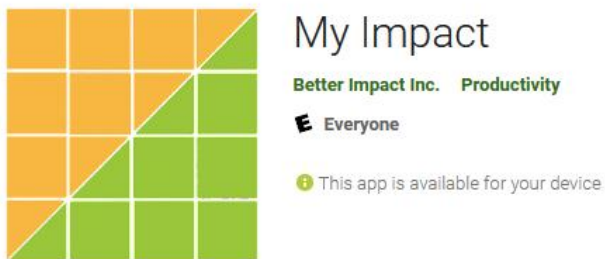 My Impact
Better Impact Inc. Productivity
E Everyone
This app is available for your device